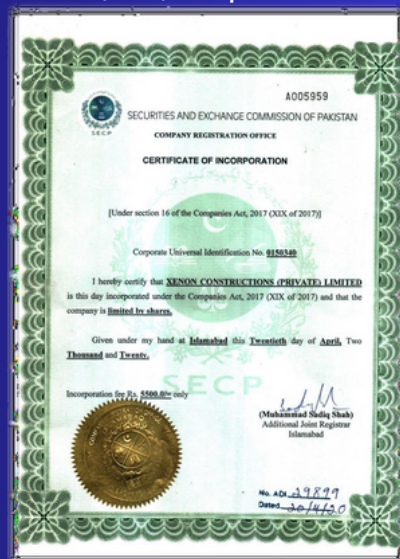 A005959
SECP
SECURITIES AND EXCHANGE COMMISSION OF PAKISTAN
COMPANY REGISTRATION OFFICE
CERTIFICATE OF INCORPORATION
[Under section 16 of the Companies Act, 2017 (XIX of 2017)]
Corporate Universal Identification No. 0150340
I hereby certify that XENON CONSTRUCTIONS (PRIVATE) LIMITED
is this day incorporated under the Companies Act, 2017 (XIX of 2017) and that the
company is limited by shares.
Given under my hand at Islamabad this Twentieth day of April, Two
Thousand and Twenty.
Incorporation fee Rs. 5500.0/= only
SECP
(Muhammad Sadiq Shah)
Additional Joint Registrar
Islamabad
No. ADI 29899
Dated 20/4/20